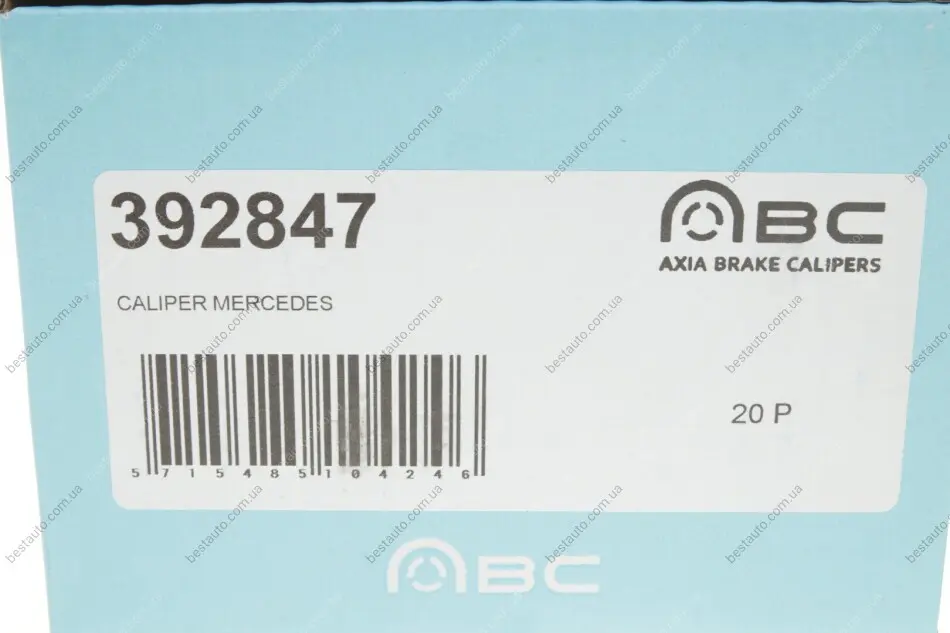 392847
ABC
AXIA BRAKE CALIPERS
CALIPER MERCEDES
20 P
5 715485 104246
ABC
bestauto.com.ua